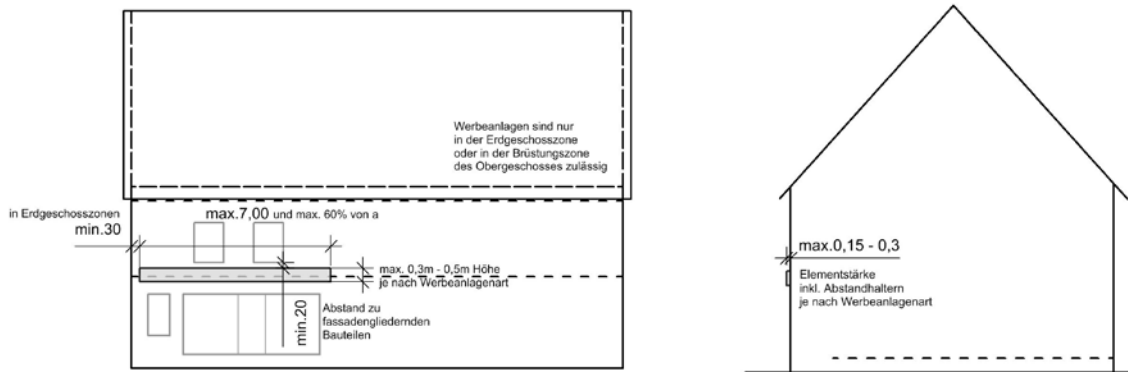 Werbeanlagen sind nur
in der Erdgeschosszone
oder in der Brüstungszone
des Obergeschosses zulässig
in Erdgeschosszonen
min.30
max.7,00 und max. 60% von a
max. 0,3m - 0,5m Höhe
je nach Werbeanlagenart
min.20
Abstand zu
fassadengliedernden
Bauteilen
max.0,15 - 0,3
Elementstärke
inkl. Abstandhaltern
je nach Werbeanlagenart